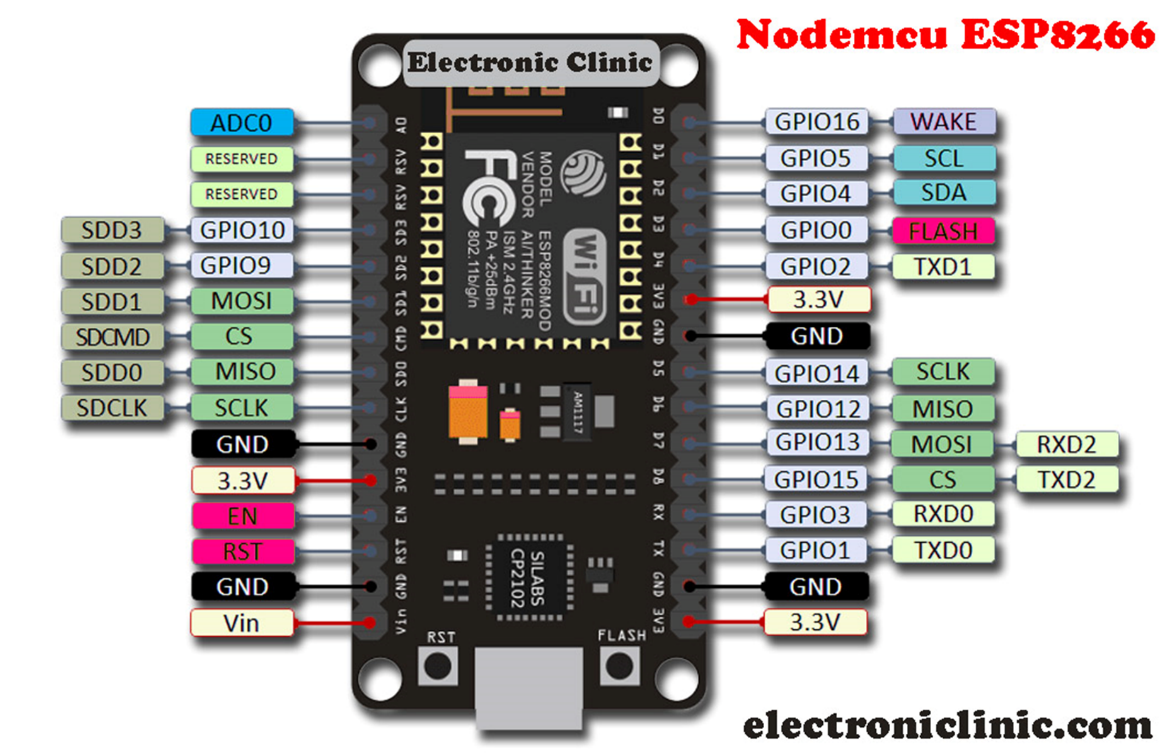 Nodemcu ESP8266
Electronic Clinic
ADC0 A0
RESERVED RSV
RESERVED RSV
SDD3 GPIO10 SD3
SDD2 GPIO9 SD2
SDD1 MOSI SD1
SDCMD CS CMD
SDD0 MISO SD0
SDCLK SCLK CLK
GND GND
3.3V 3V3
EN EN
RST RST
GND GND
Vin Vin
MODEL ESP8266MOD
VENDOR AI/THINKER
ISM 2.4GHz
PA +25dBm
802.11b/g/n
FC
Wi Fi
AM1117
SILABS
CP2102
RST
FLASH
D0 GPIO16 WAKE
D1 GPIO5 SCL
D2 GPIO4 SDA
D3 GPIO0 FLASH
D4 GPIO2 TXD1
3V3 3.3V
GND GND
D5 GPIO14 SCLK
D6 GPIO12 MISO
D7 GPIO13 MOSI RXD2
D8 GPIO15 CS TXD2
RX GPIO3 RXD0
TX GPIO1 TXD0
GND GND
3V3 3.3V
electroniclinic.com